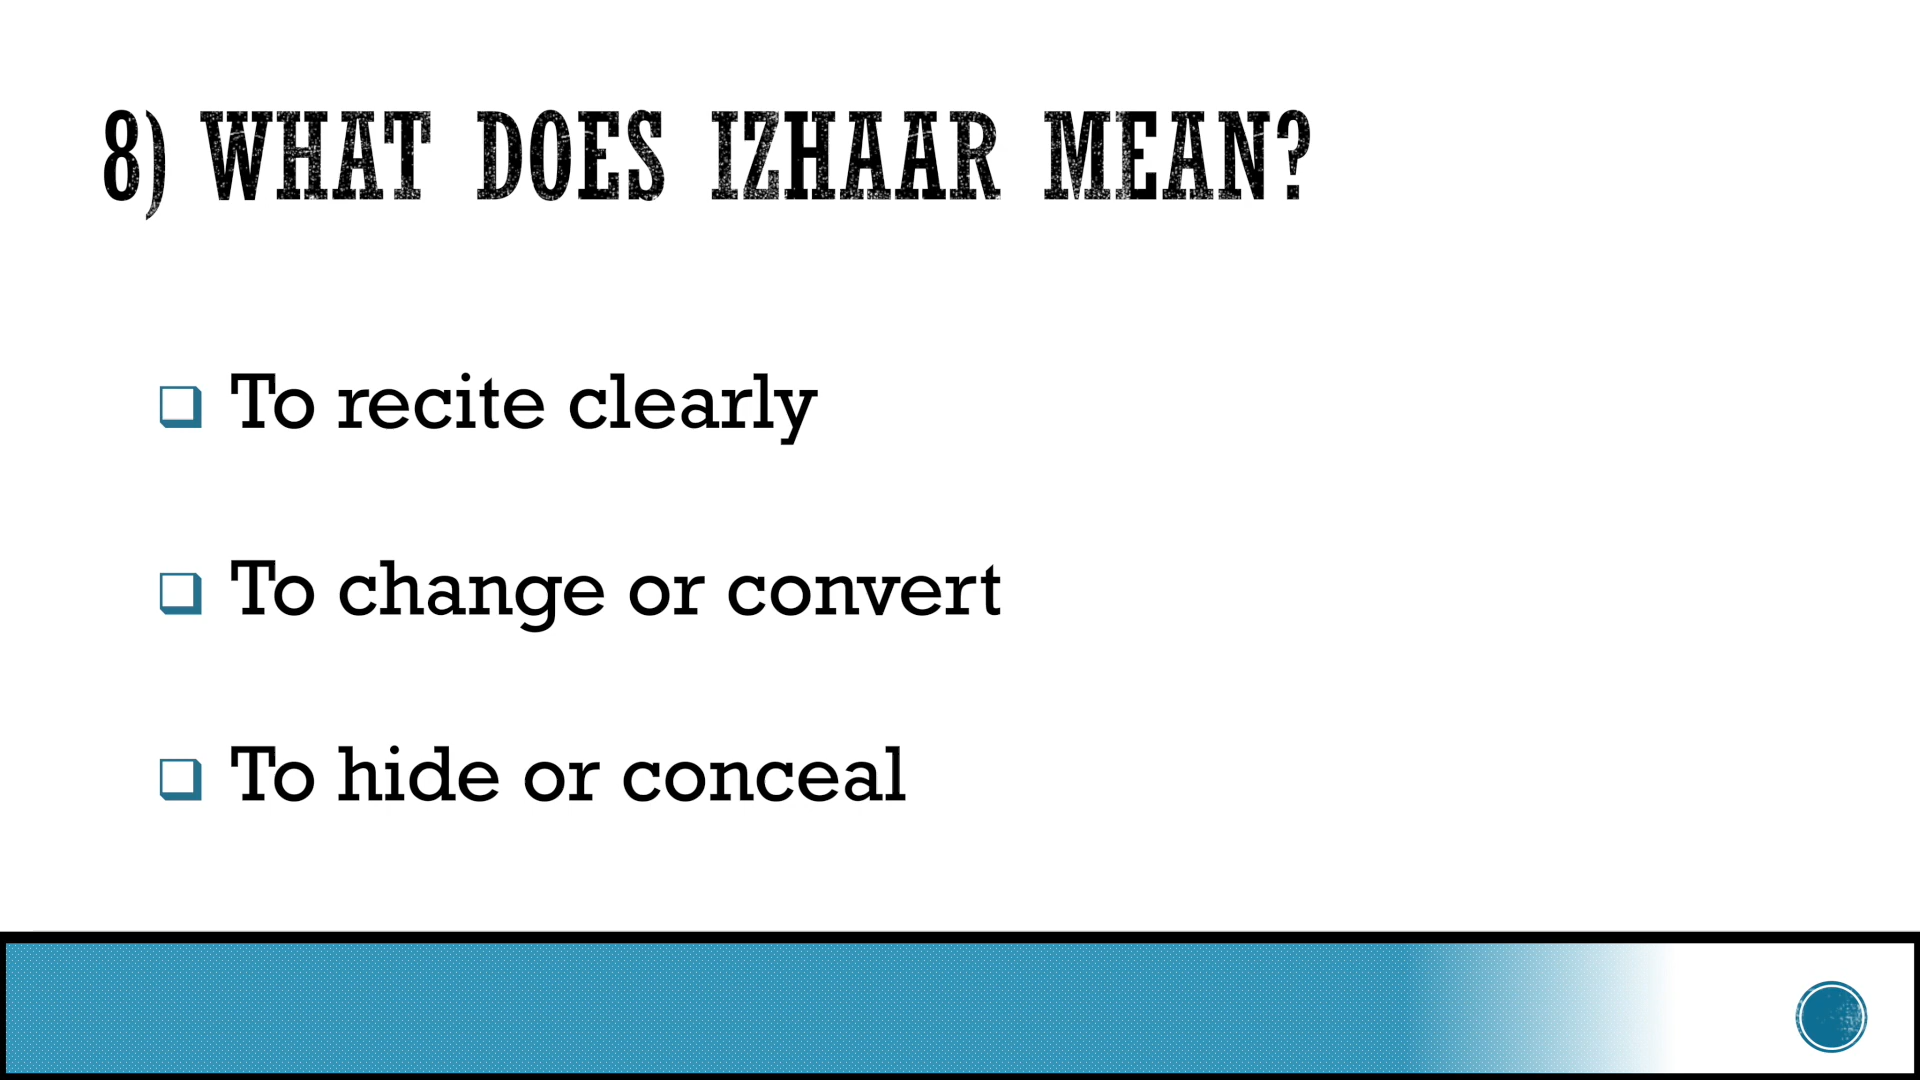 8) WHAT DOES IZHAAR MEAN?
To recite clearly
To change or convert
To hide or conceal